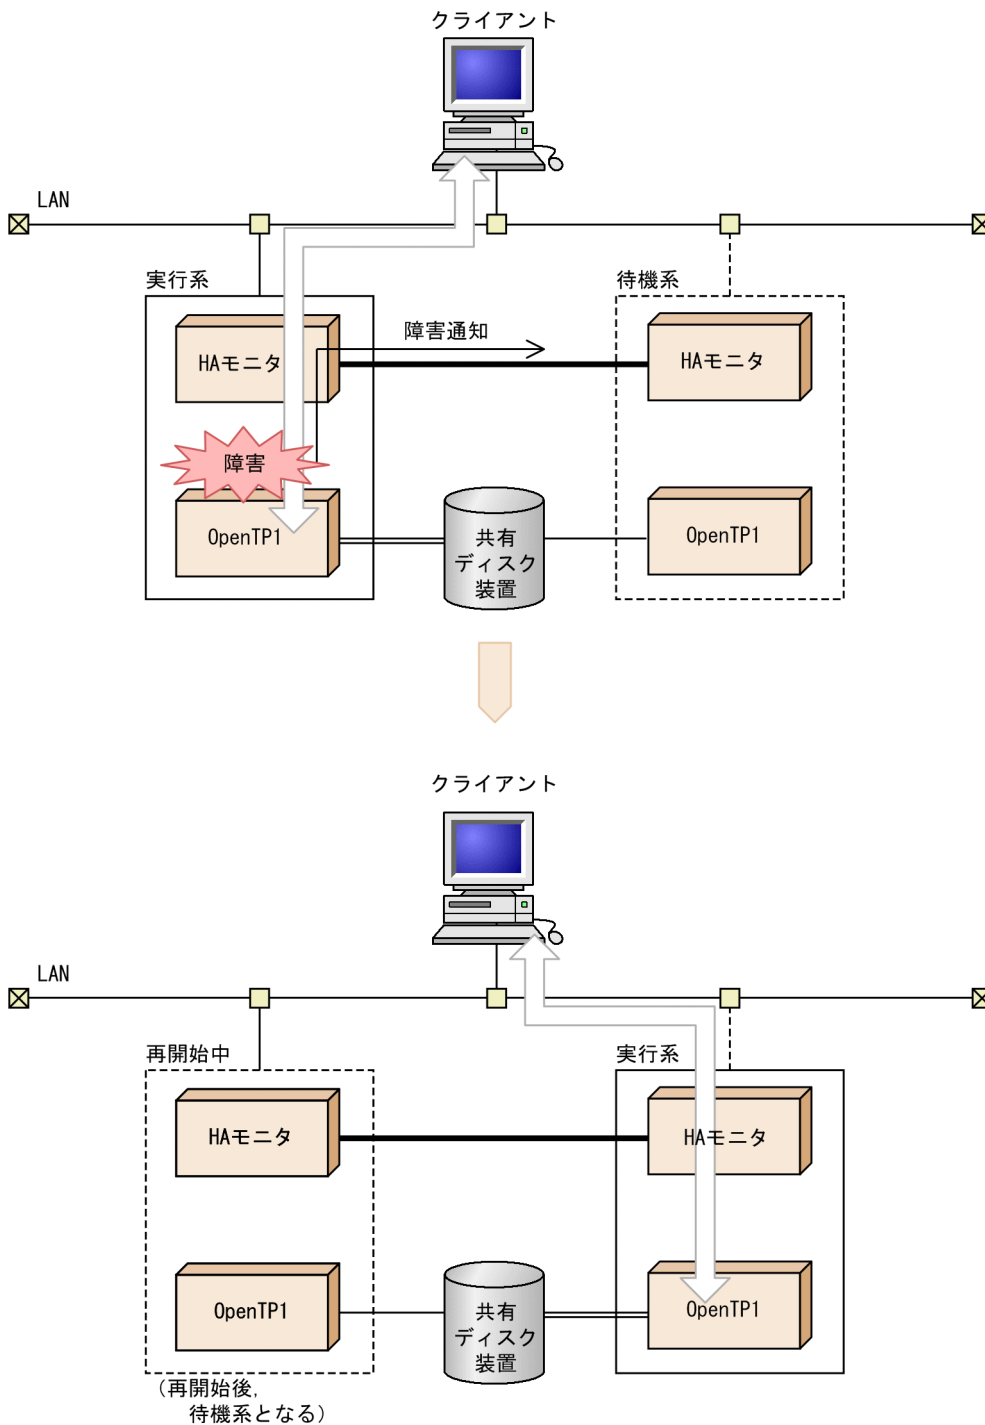 クライアント
LAN
実行系
待機系
HAモニタ
障害通知
HAモニタ
障害
OpenTP1
共有
ディスク
装置
OpenTP1
クライアント
LAN
再開始中
実行系
HAモニタ
HAモニタ
OpenTP1
共有
ディスク
装置
OpenTP1
（再開始後，
待機系となる）